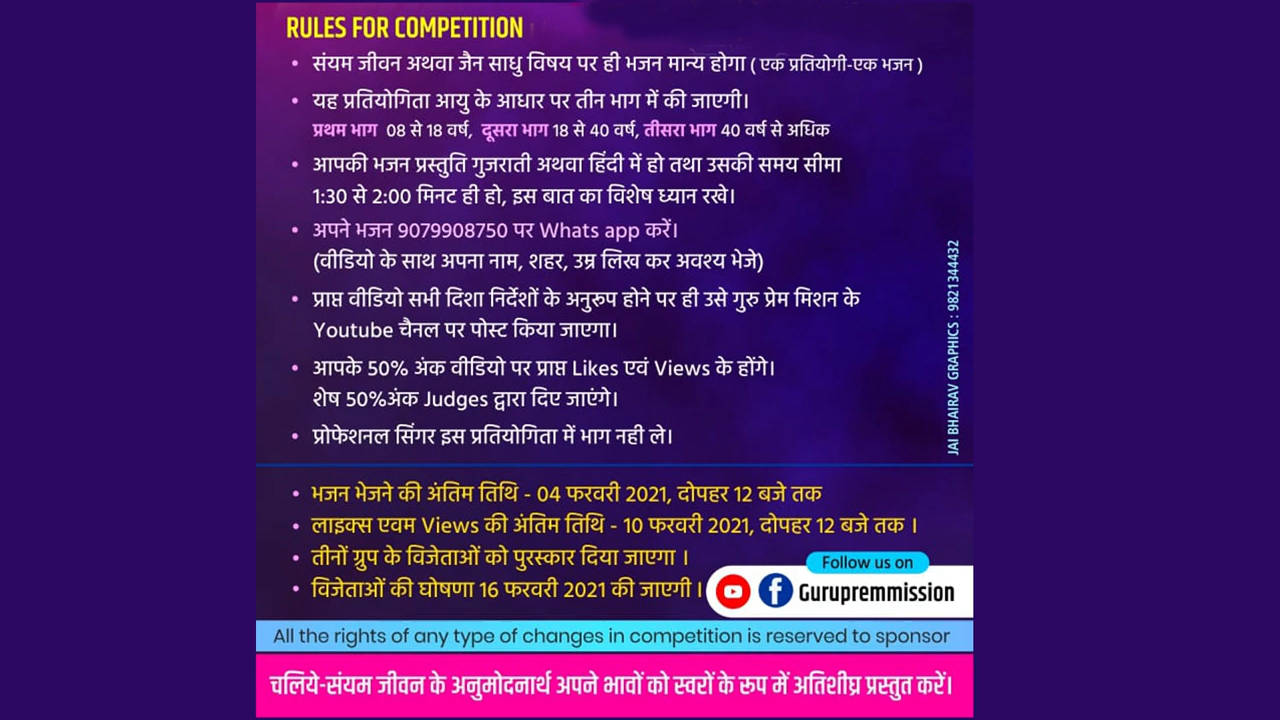 RULES FOR COMPETITION
• संयम जीवन अथवा जैन साधु विषय पर ही भजन मान्य होगा ( एक प्रतियोगी-एक भजन )
• यह प्रतियोगिता आयु के आधार पर तीन भाग में की जाएगी।
प्रथम भाग 08 से 18 वर्ष, दूसरा भाग 18 से 40 वर्ष, तीसरा भाग 40 वर्ष से अधिक
• आपकी भजन प्रस्तुति गुजराती अथवा हिंदी में हो तथा उसकी समय सीमा
1:30 से 2:00 मिनट ही हो, इस बात का विशेष ध्यान रखे।
• अपने भजन 9079908750 पर Whats app करें।
(वीडियो के साथ अपना नाम, शहर, उम्र लिख कर अवश्य भेजे)
• प्राप्त वीडियो सभी दिशा निर्देशों के अनुरूप होने पर ही उसे गुरु प्रेम मिशन के
Youtube चैनल पर पोस्ट किया जाएगा।
• आपके 50% अंक वीडियो पर प्राप्त Likes एवं Views के होंगे।
शेष 50%अंक Judges द्वारा दिए जाएंगे।
• प्रोफेशनल सिंगर इस प्रतियोगिता में भाग नही ले।
JAI BHAIRAV GRAPHICS : 9821344432
• भजन भेजने की अंतिम तिथि - 04 फरवरी 2021, दोपहर 12 बजे तक
• लाइक्स एवम Views की अंतिम तिथि - 10 फरवरी 2021, दोपहर 12 बजे तक ।
• तीनों ग्रुप के विजेताओं को पुरस्कार दिया जाएगा ।
• विजेताओं की घोषणा 16 फरवरी 2021 की जाएगी ।
Follow us on
Gurupremmission
All the rights of any type of changes in competition is reserved to sponsor
चलिये-संयम जीवन के अनुमोदनार्थ अपने भावों को स्वरों के रूप में अतिशीघ्र प्रस्तुत करें।